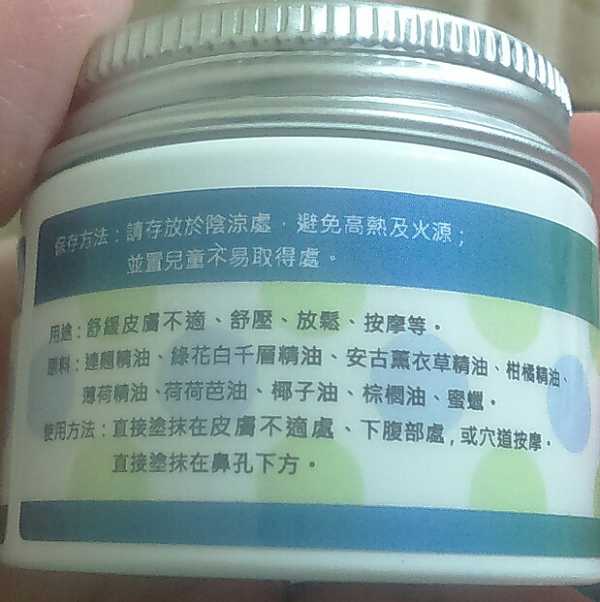 保存方法：請存放於陰涼處，避免高熱及火源；
並置兒童不易取得處。
用途：舒緩皮膚不適、舒壓、放鬆、按摩等。
原料：連翹精油、綠花白千層精油、安古薰衣草精油、柑橘精油、
薄荷精油、荷荷芭油、椰子油、棕櫚油、蜜蠟。
使用方法：直接塗抹在皮膚不適處、下腹部處，或穴道按摩。
直接塗抹在鼻孔下方。